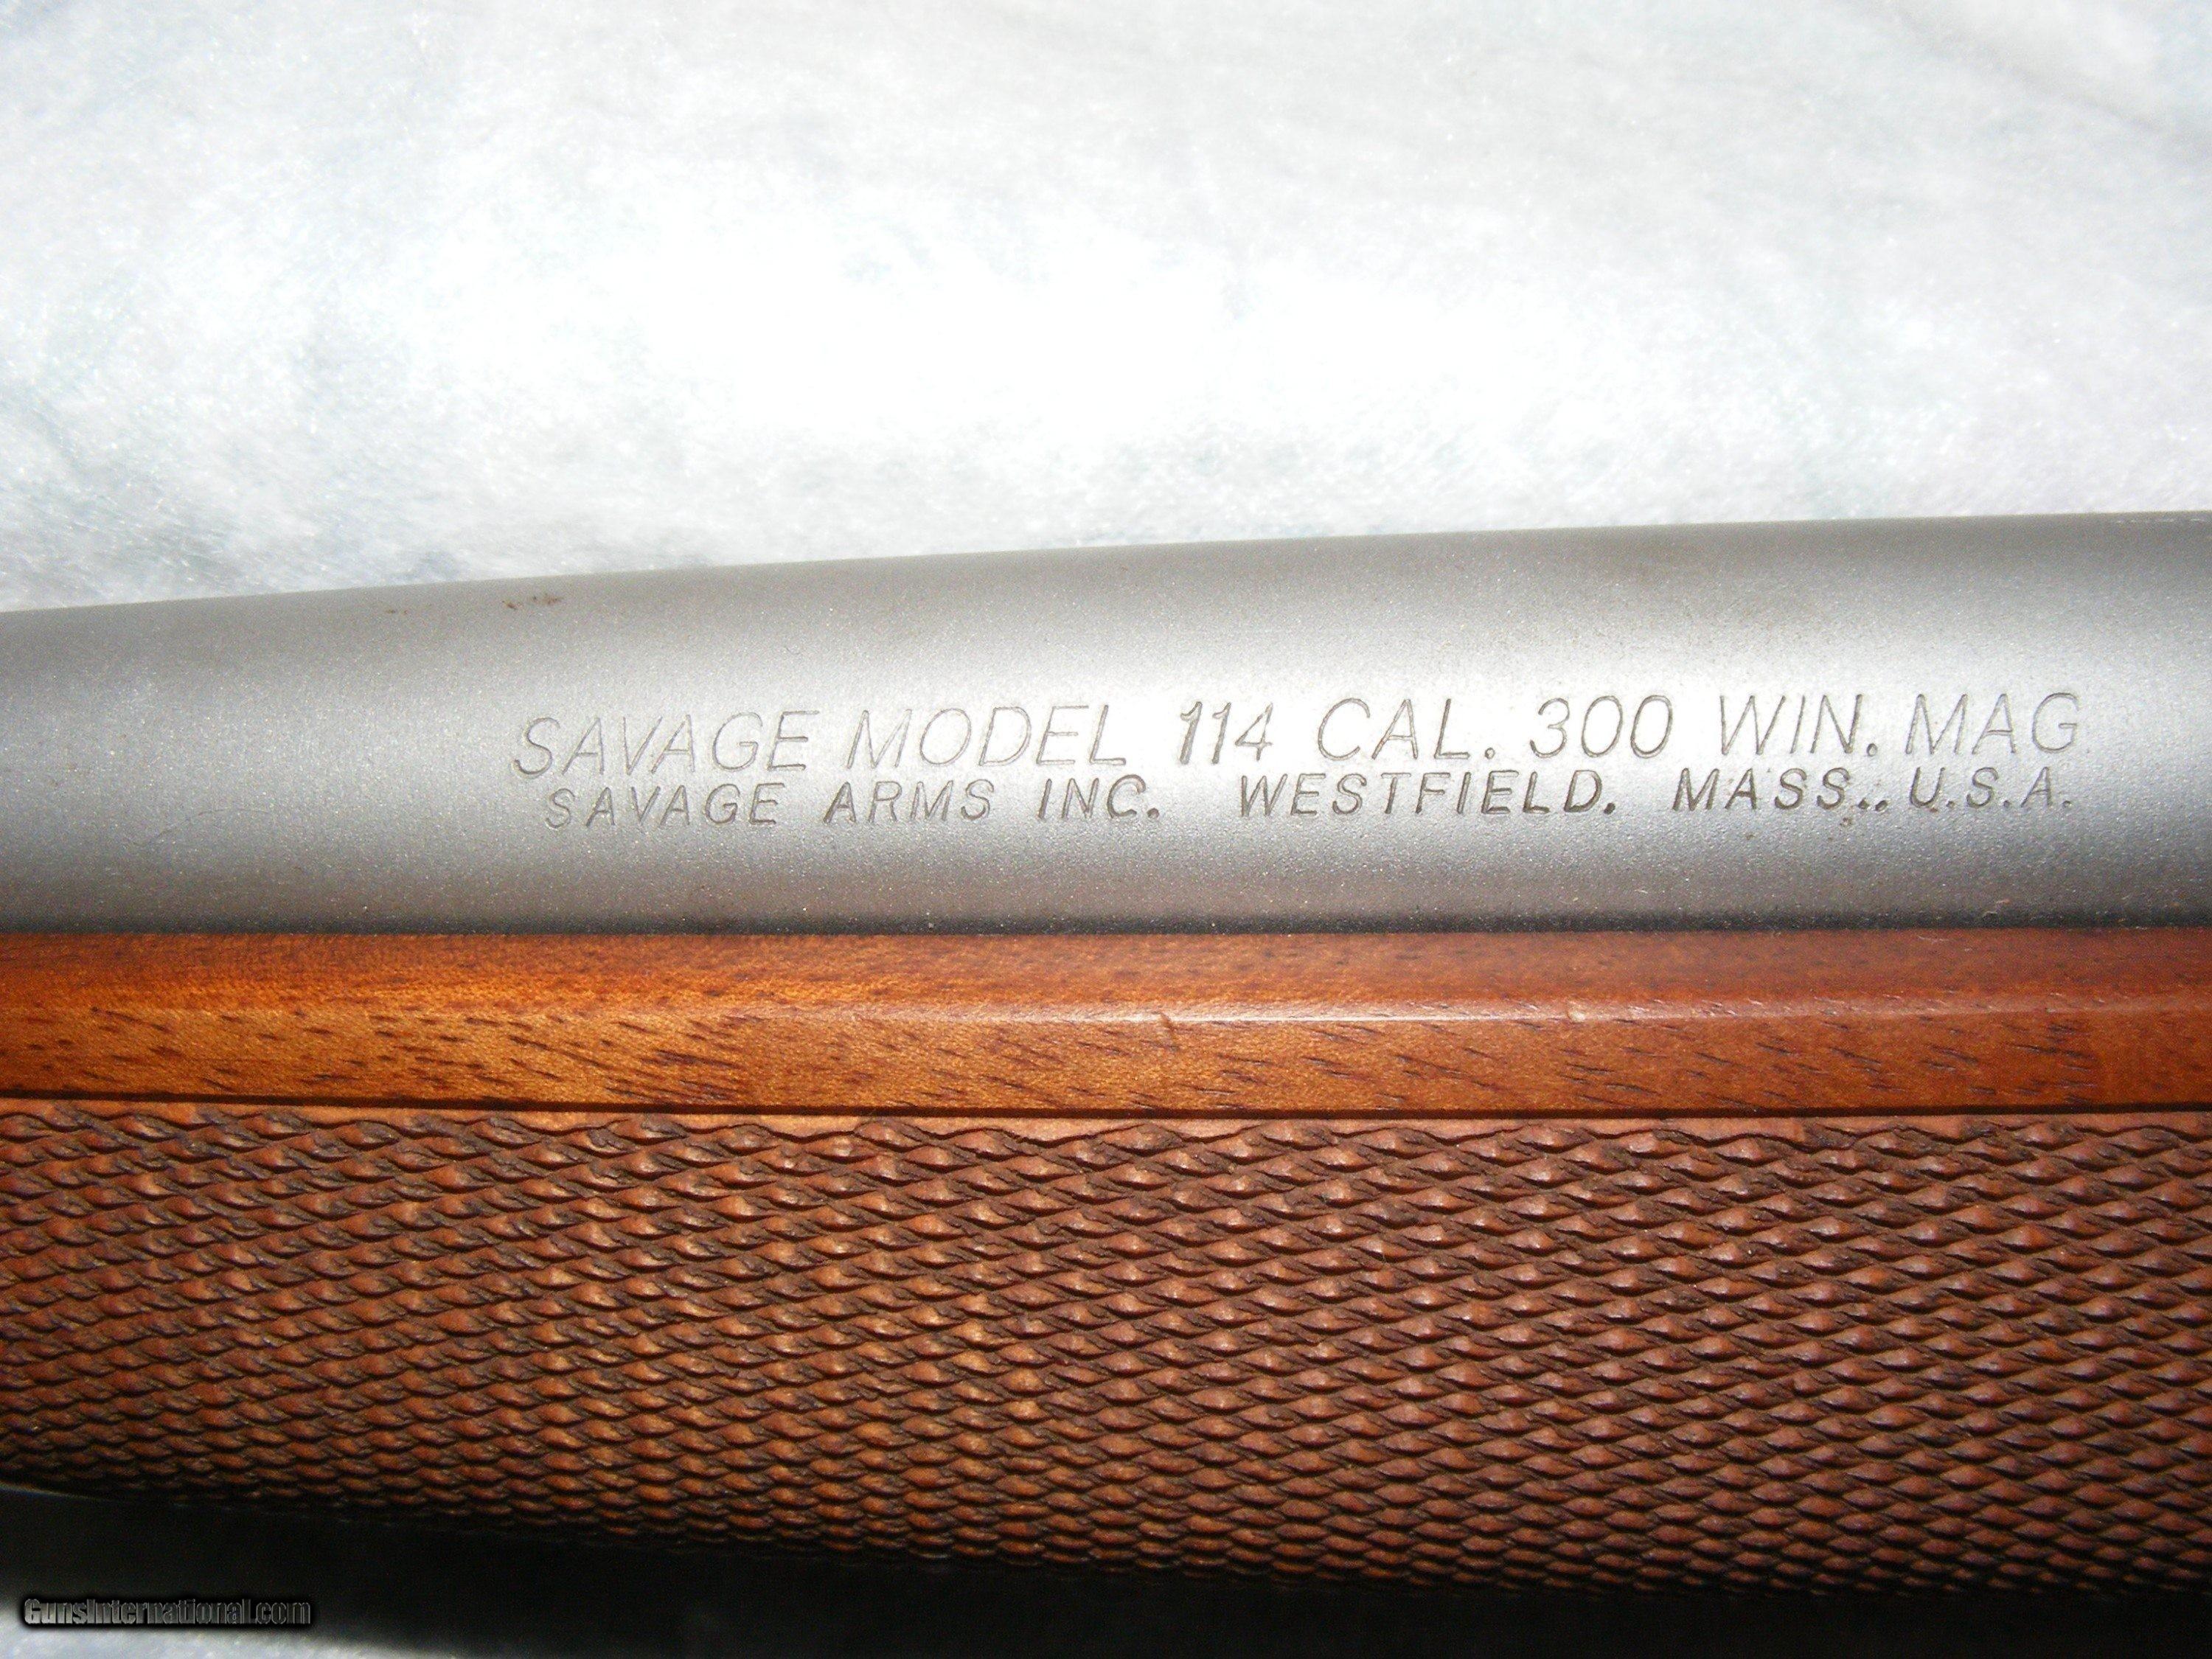 SAVAGE MODEL 114 CAL. 300 WIN. MAG
SAVAGE ARMS INC. WESTFIELD. MASS., U.S.A.
GunsInternational.com